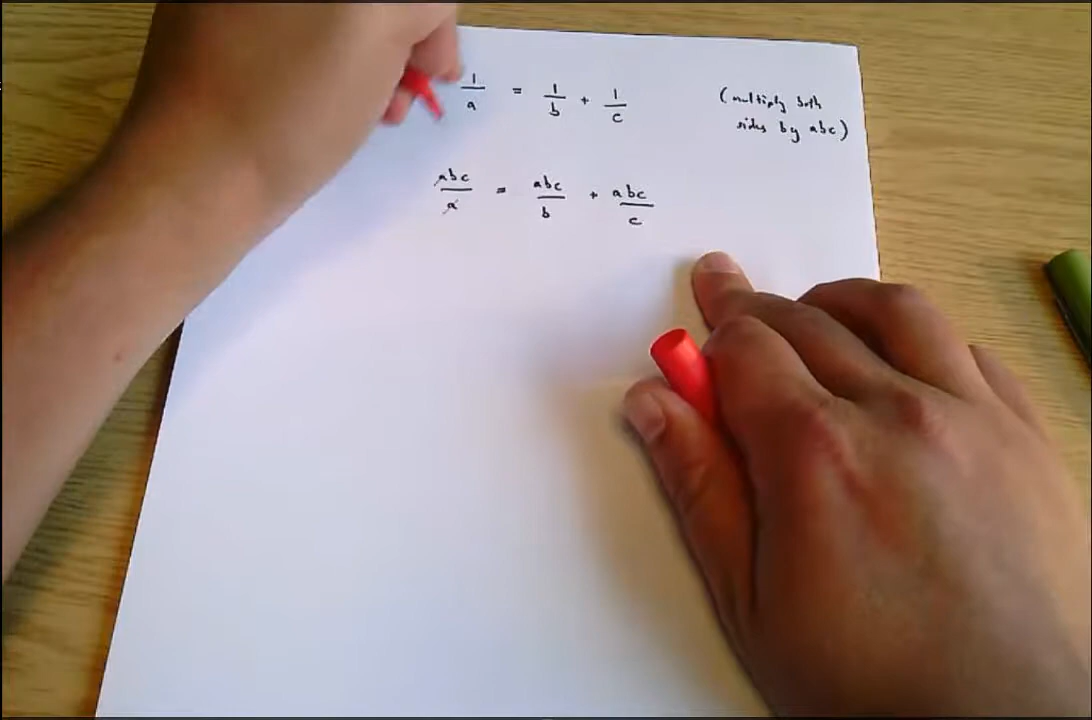 1/a = 1/b + 1/c
(multiply both
sides by abc)
abc/a = abc/b + abc/c